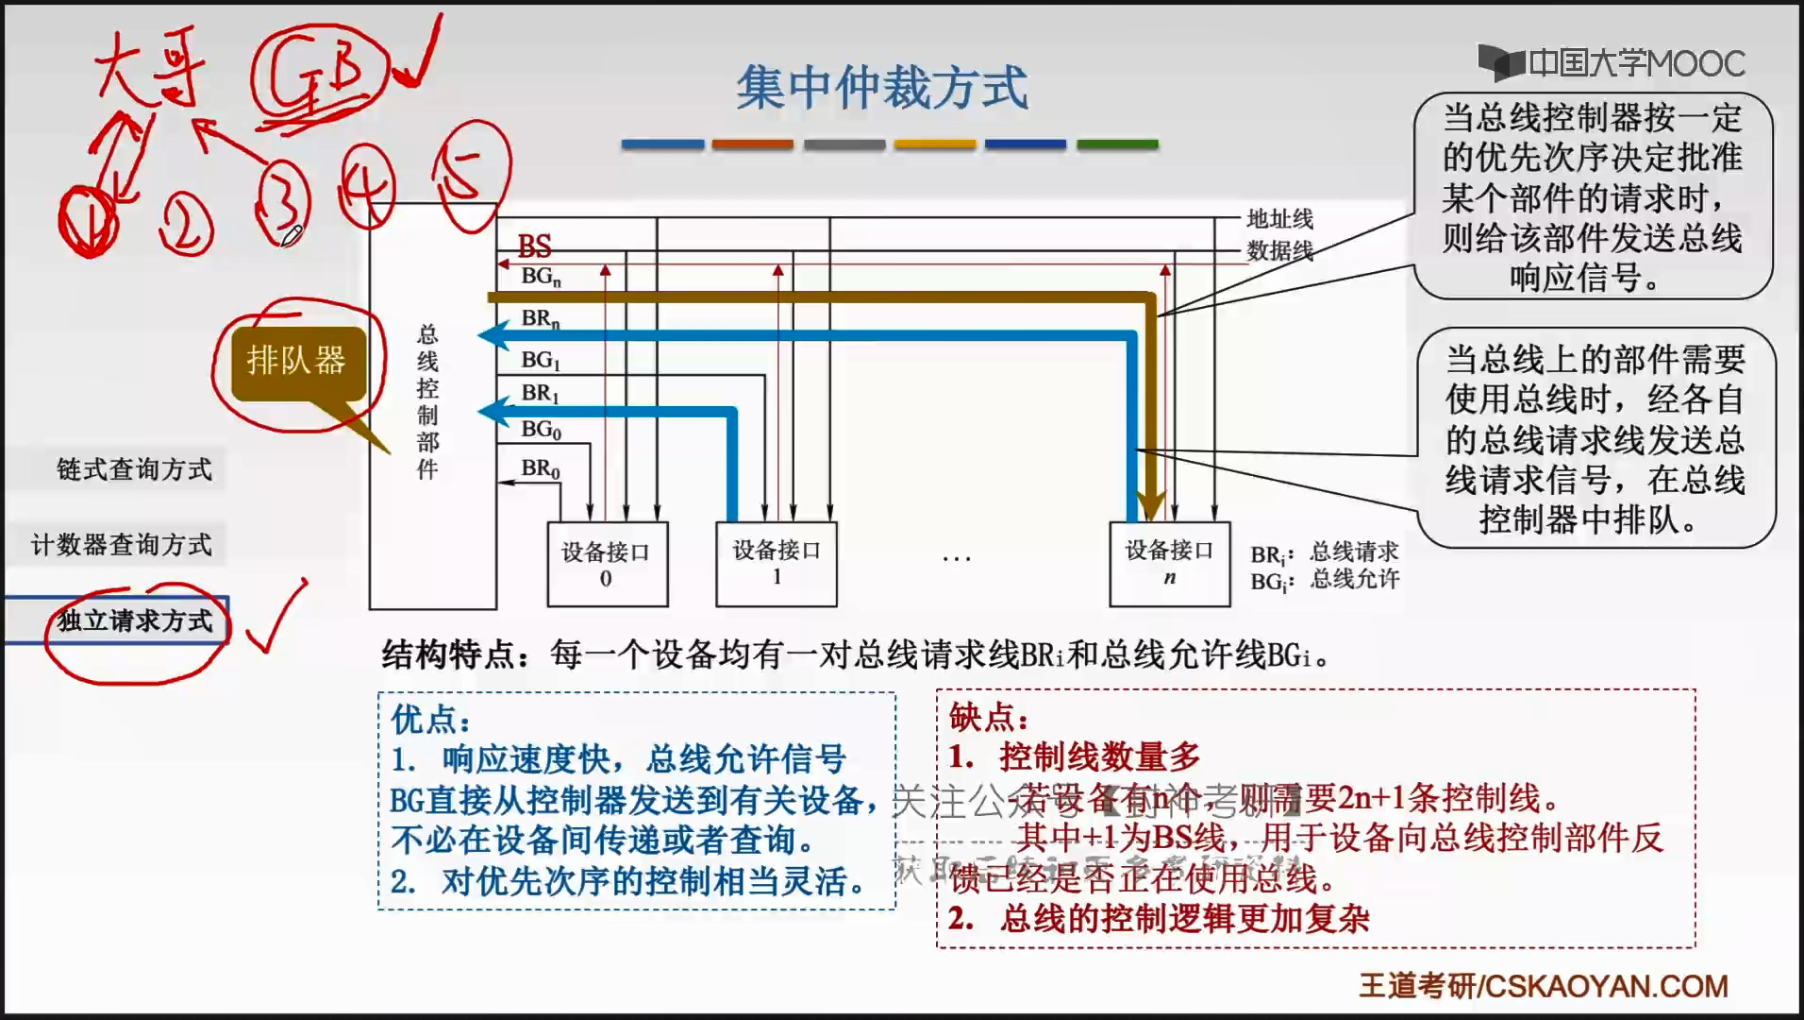 大哥 GB
① ② ③ ④ ⑤
集中仲裁方式
中国大学MOOC
当总线控制器按一定
的优先次序决定批准
某个部件的请求时，
则给该部件发送总线
响应信号。
地址线
数据线
BS
BGn
BRn
BG1
BR1
BG0
BR0
总线控制部件
排队器
当总线上的部件需要
使用总线时，经各自
的总线请求线发送总
线请求信号，在总线
控制器中排队。
链式查询方式
计数器查询方式
独立请求方式
设备接口
0
设备接口
1
...
设备接口
n
BRi：总线请求
BGi：总线允许
结构特点：每一个设备均有一对总线请求线BRi和总线允许线BGi。
优点：
1. 响应速度快，总线允许信号
BG直接从控制器发送到有关设备，
不必在设备间传递或者查询。
2. 对优先次序的控制相当灵活。
缺点：
1. 控制线数量多
-若设备有n个，则需要2n+1条控制线。
其中+1为BS线，用于设备向总线控制部件反
馈已经是否正在使用总线。
2. 总线的控制逻辑更加复杂
关注公众号【封神考研】
王道考研/CSKAOYAN.COM